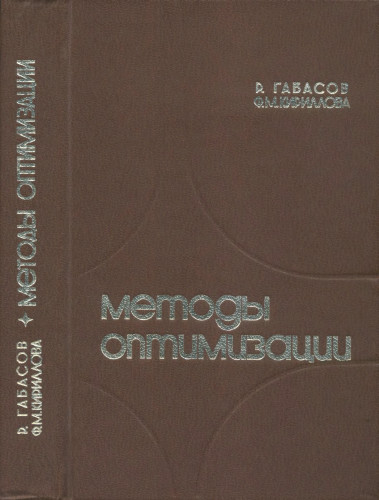 Р. ГАБАСОВ
Ф.М.КИРИЛЛОВА
МЕТОДЫ
ОПТИМИЗАЦИИ
Р. ГАБАСОВ
Ф.М.КИРИЛЛОВА
МЕТОДЫ ОПТИМИЗАЦИИ